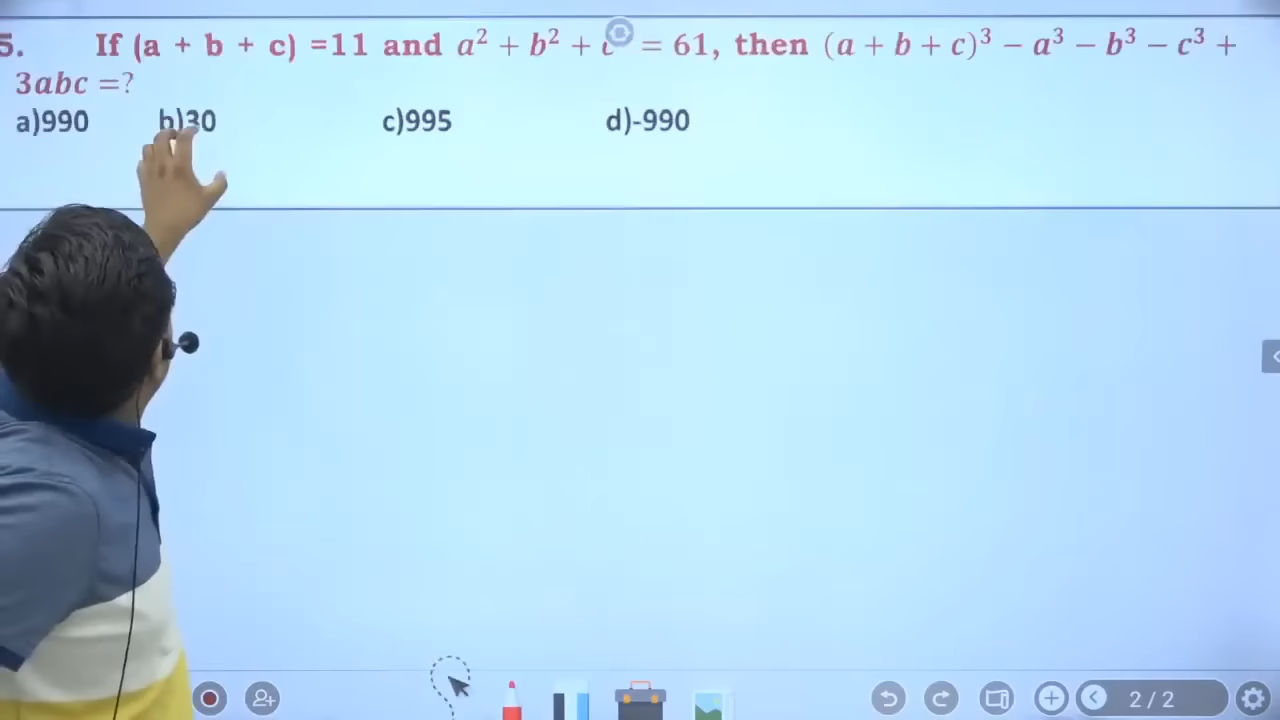 5. If (a + b + c) =11 and a² + b² + c = 61, then (a + b + c)³ − a³ − b³ − c³ +
3abc =?
a)990 b)30 c)995 d)-990
2 / 2